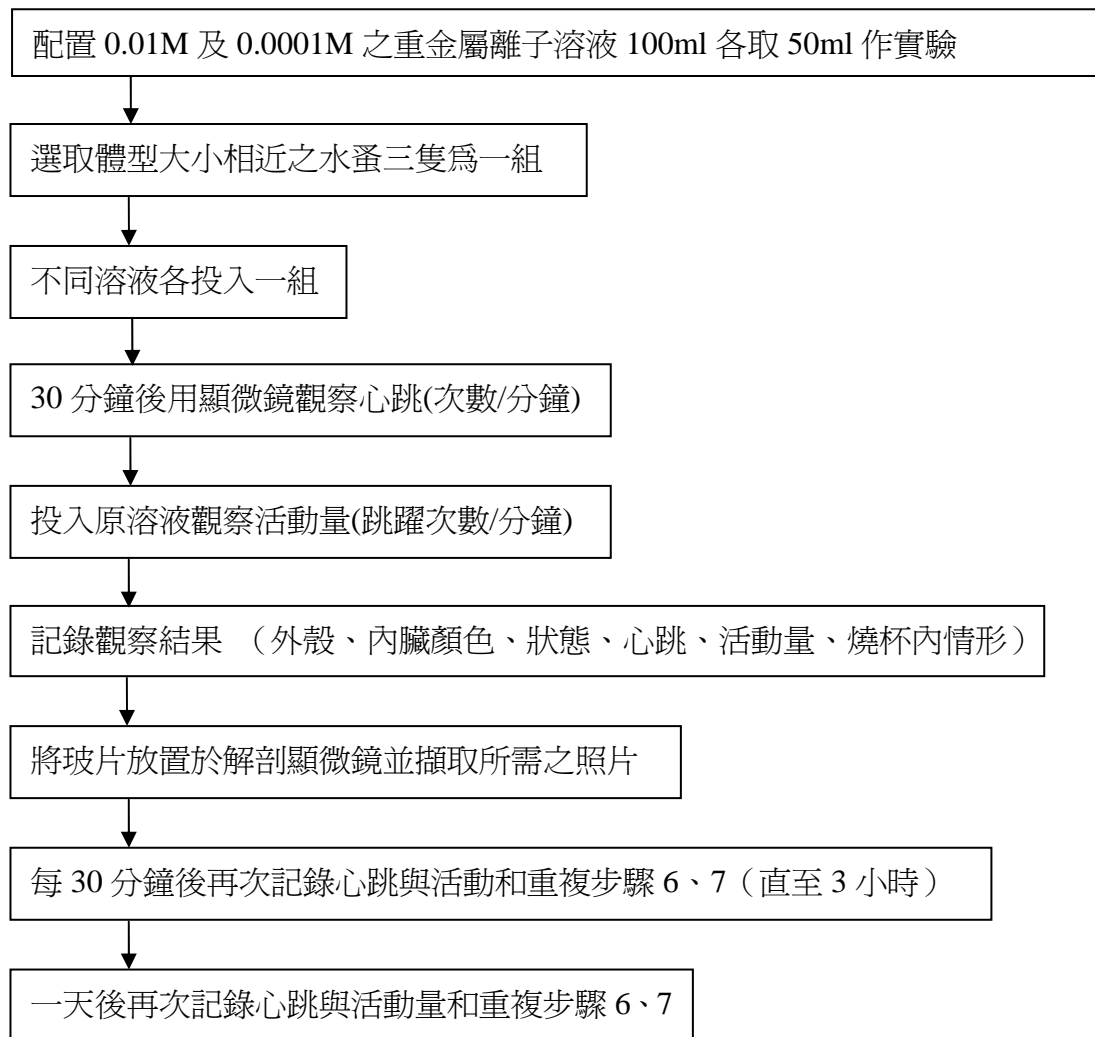 配置 0.01M 及 0.0001M 之重金屬離子溶液 100ml 各取 50ml 作實驗
選取體型大小相近之水蚤三隻為一組
不同溶液各投入一組
30 分鐘後用顯微鏡觀察心跳(次數/分鐘)
投入原溶液觀察活動量(跳躍次數/分鐘)
記錄觀察結果 （外殼、內臟顏色、狀態、心跳、活動量、燒杯內情形）
將玻片放置於解剖顯微鏡並擷取所需之照片
每 30 分鐘後再次記錄心跳與活動和重複步驟 6、7（直至 3 小時）
一天後再次記錄心跳與活動量和重複步驟 6、7